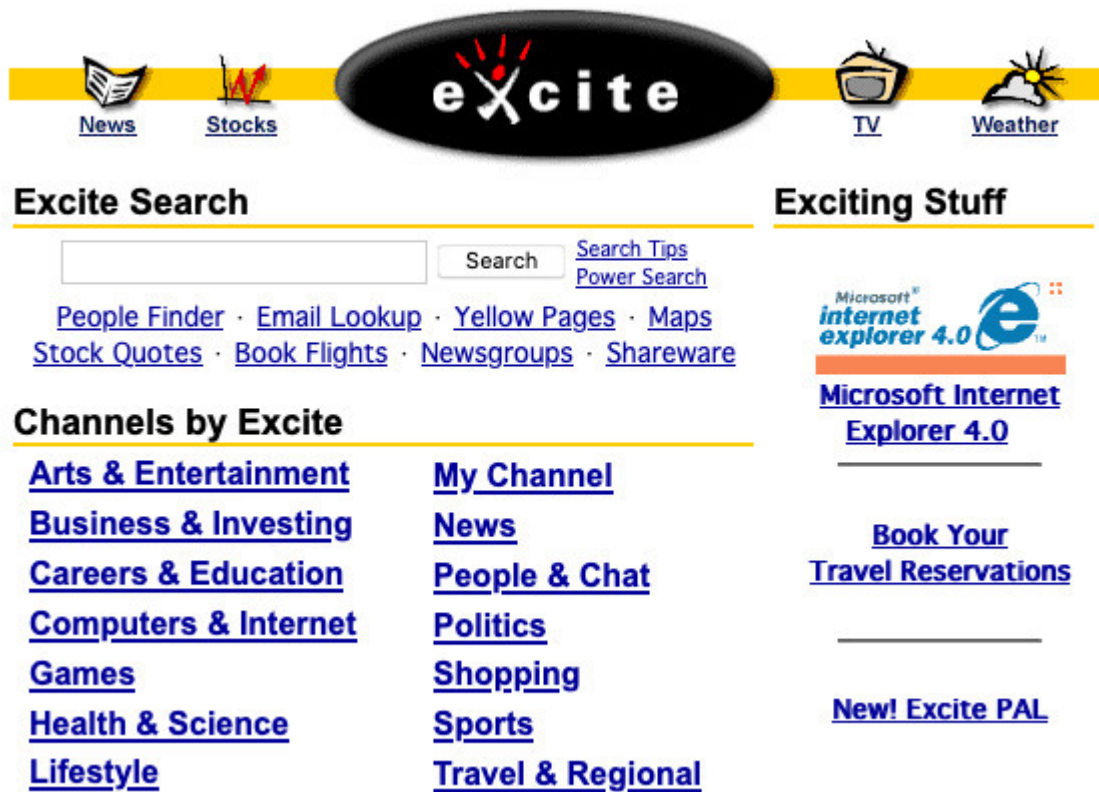 excite
News
Stocks
TV
Weather
Excite Search
Search
Search Tips
Power Search
People Finder · Email Lookup · Yellow Pages · Maps
Stock Quotes · Book Flights · Newsgroups · Shareware
Channels by Excite
Arts & Entertainment
Business & Investing
Careers & Education
Computers & Internet
Games
Health & Science
Lifestyle
My Channel
News
People & Chat
Politics
Shopping
Sports
Travel & Regional
Exciting Stuff
Microsoft®
internet
explorer 4.0
TM
Microsoft Internet
Explorer 4.0
Book Your
Travel Reservations
New! Excite PAL